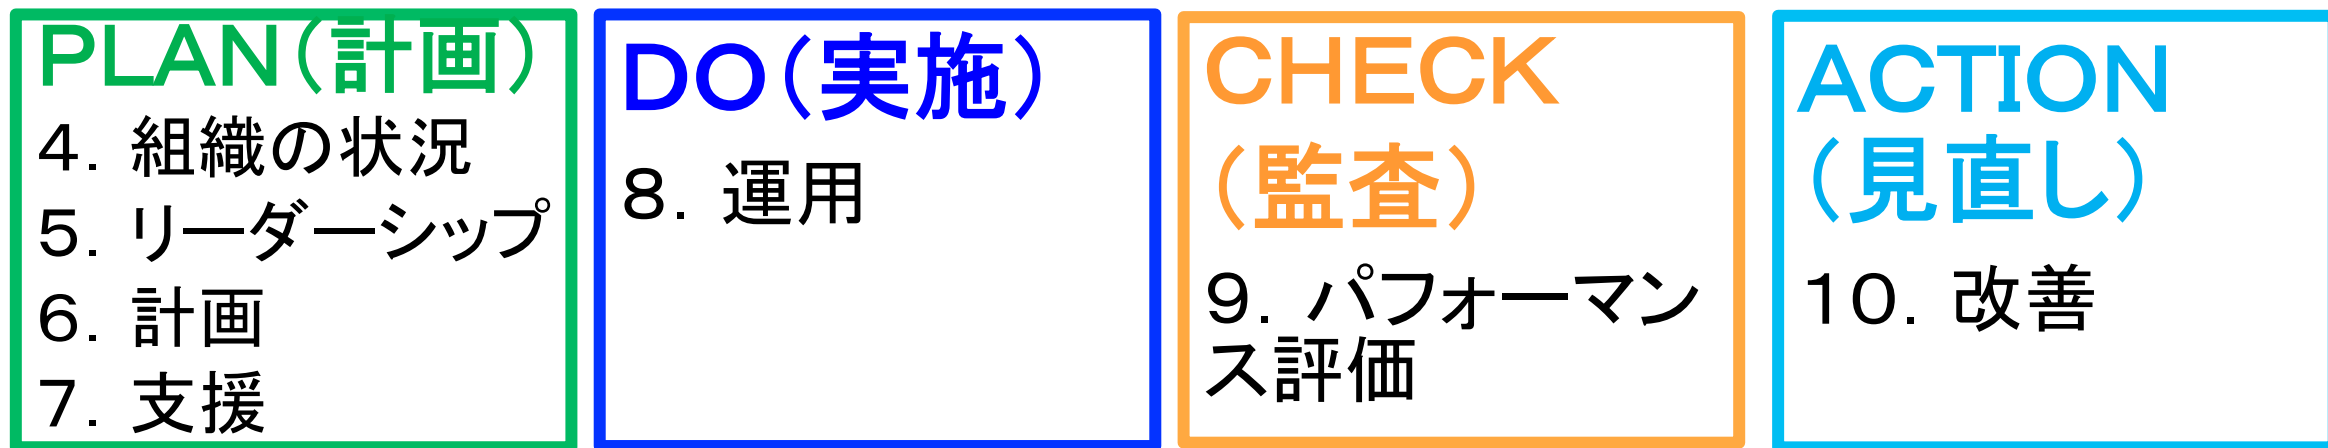 PLAN(計画)
4. 組織の状況
5. リーダーシップ
6. 計画
7. 支援
DO(実施)
8. 運用
CHECK
(監査)
9. パフォーマン
ス評価
ACTION
(見直し)
10. 改善